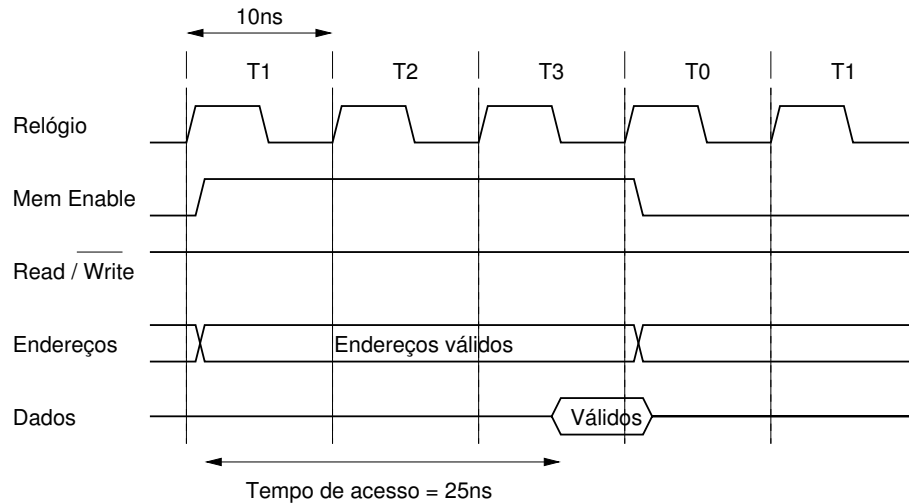 10ns
T1 T2 T3 T0 T1
Relógio
Mem Enable
Read / Write
Endereços Endereços válidos
Dados Válidos
Tempo de acesso = 25ns